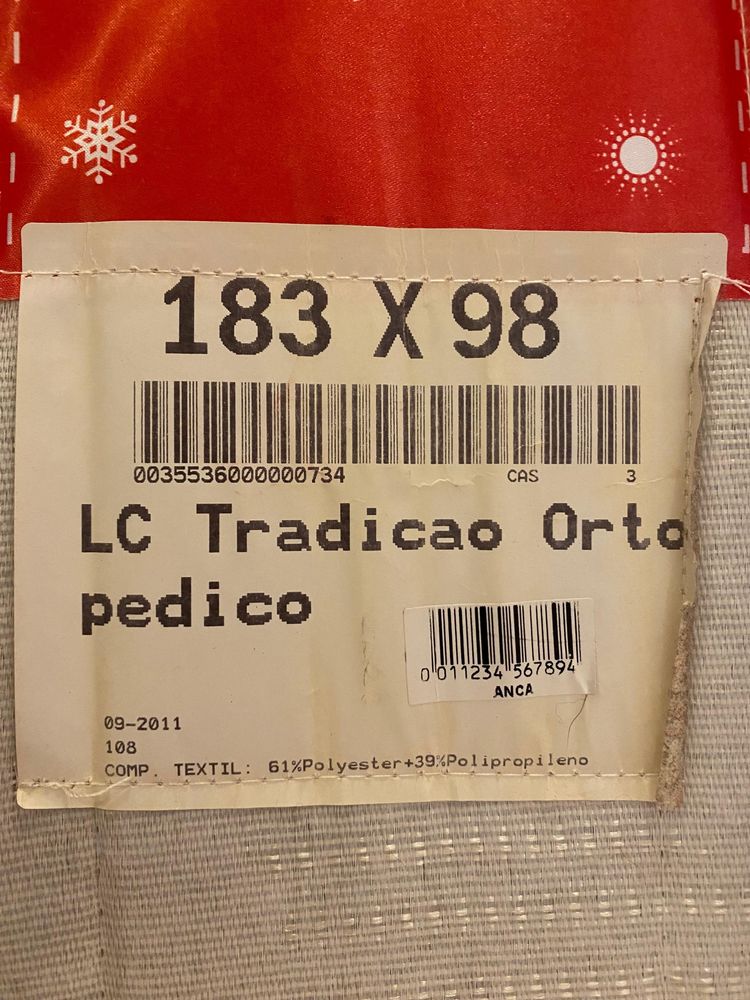 183 X 98
0035536000000734 CAS 3
LC Tradicao Orto
pedico
0 011234 567894
ANCA
09-2011
108
COMP. TEXTIL: 61%Polyester+39%Polipropileno